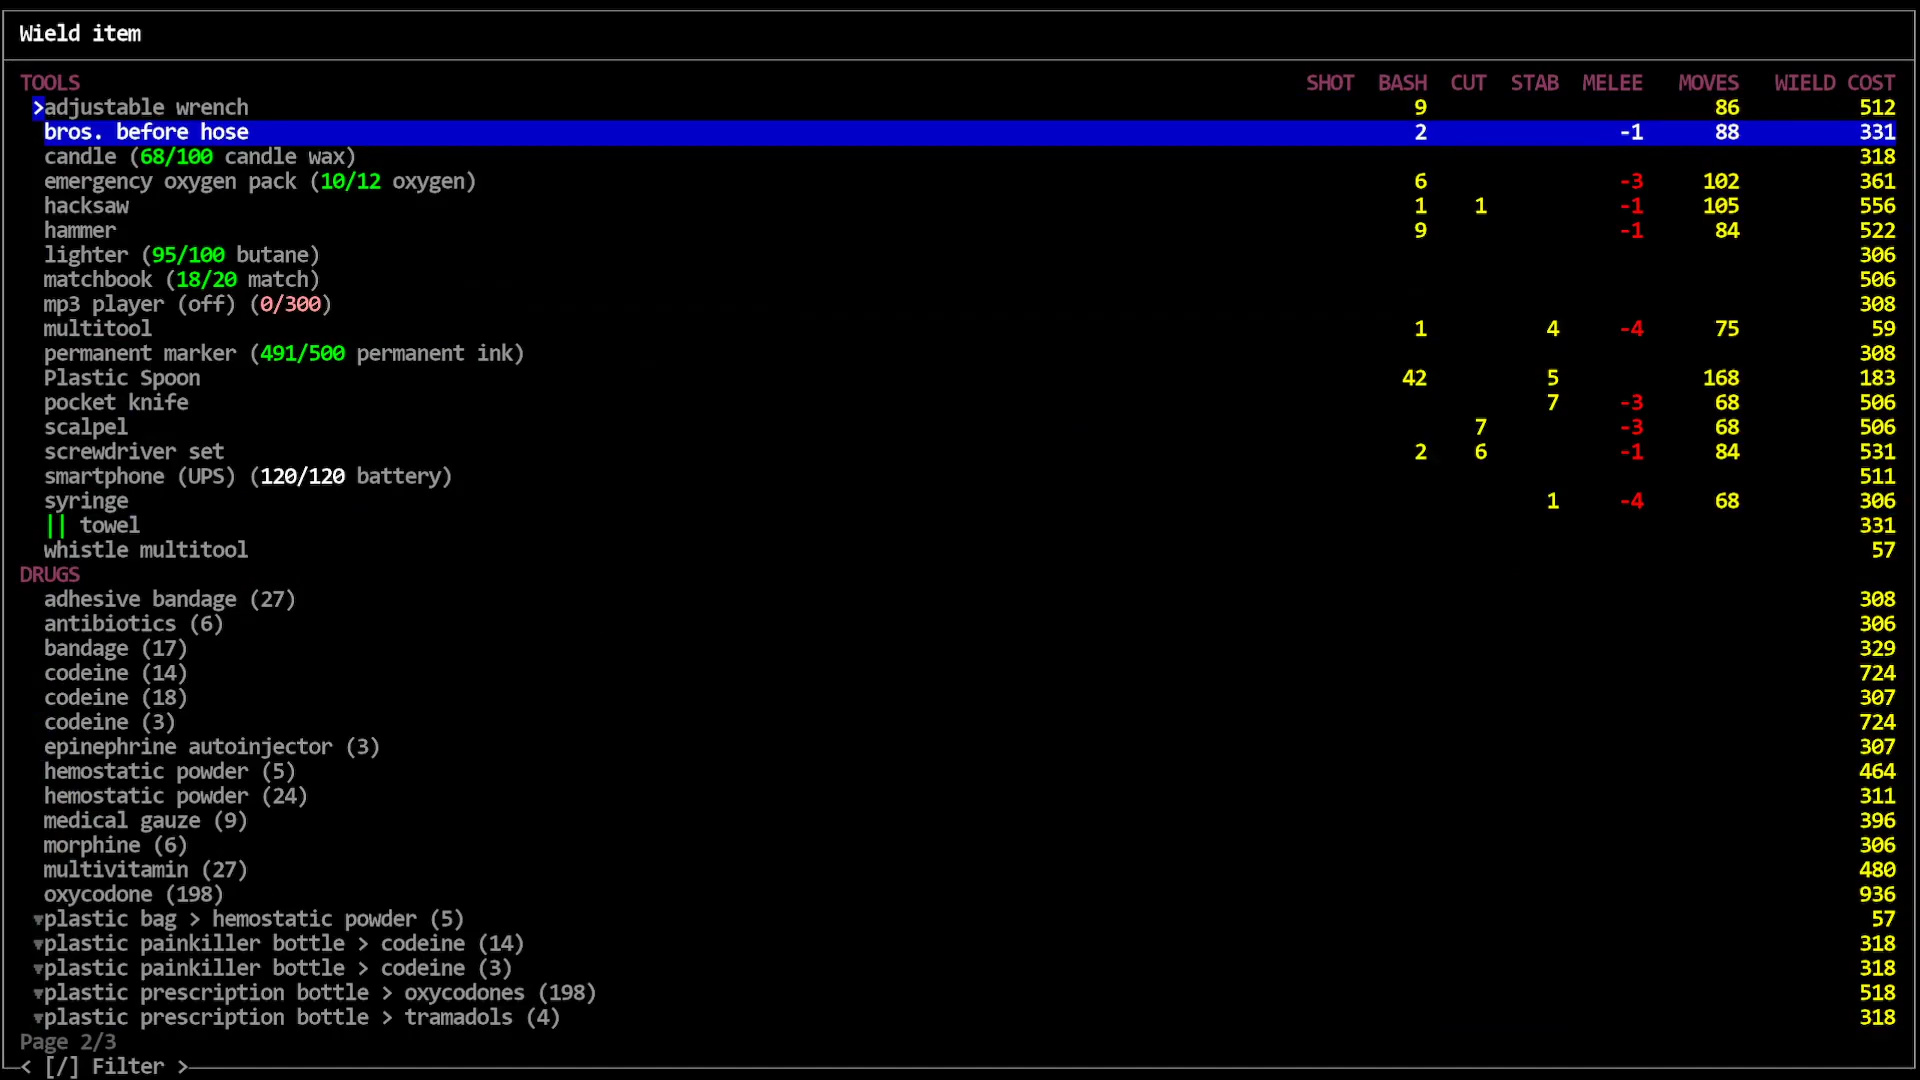 Wield item
TOOLS SHOT BASH CUT STAB MELEE MOVES WIELD COST
>adjustable wrench 9 86 512
bros. before hose 2 -1 88 331
candle (68/100 candle wax) 318
emergency oxygen pack (10/12 oxygen) 6 -3 102 361
hacksaw 1 1 -1 105 556
hammer 9 -1 84 522
lighter (95/100 butane) 306
matchbook (18/20 match) 506
mp3 player (off) (0/300) 308
multitool 1 4 -4 75 59
permanent marker (491/500 permanent ink) 308
Plastic Spoon 42 5 168 183
pocket knife 7 -3 68 506
scalpel 7 -3 68 506
screwdriver set 2 6 -1 84 531
smartphone (UPS) (120/120 battery) 511
syringe 1 -4 68 306
|| towel 331
whistle multitool 57
DRUGS
adhesive bandage (27) 308
antibiotics (6) 306
bandage (17) 329
codeine (14) 724
codeine (18) 307
codeine (3) 724
epinephrine autoinjector (3) 307
hemostatic powder (5) 464
hemostatic powder (24) 311
medical gauze (9) 396
morphine (6) 306
multivitamin (27) 480
oxycodone (198) 936
▼plastic bag > hemostatic powder (5) 57
▼plastic painkiller bottle > codeine (14) 318
▼plastic painkiller bottle > codeine (3) 318
▼plastic prescription bottle > oxycodones (198) 518
▼plastic prescription bottle > tramadols (4) 318
Page 2/3
< [/] Filter >